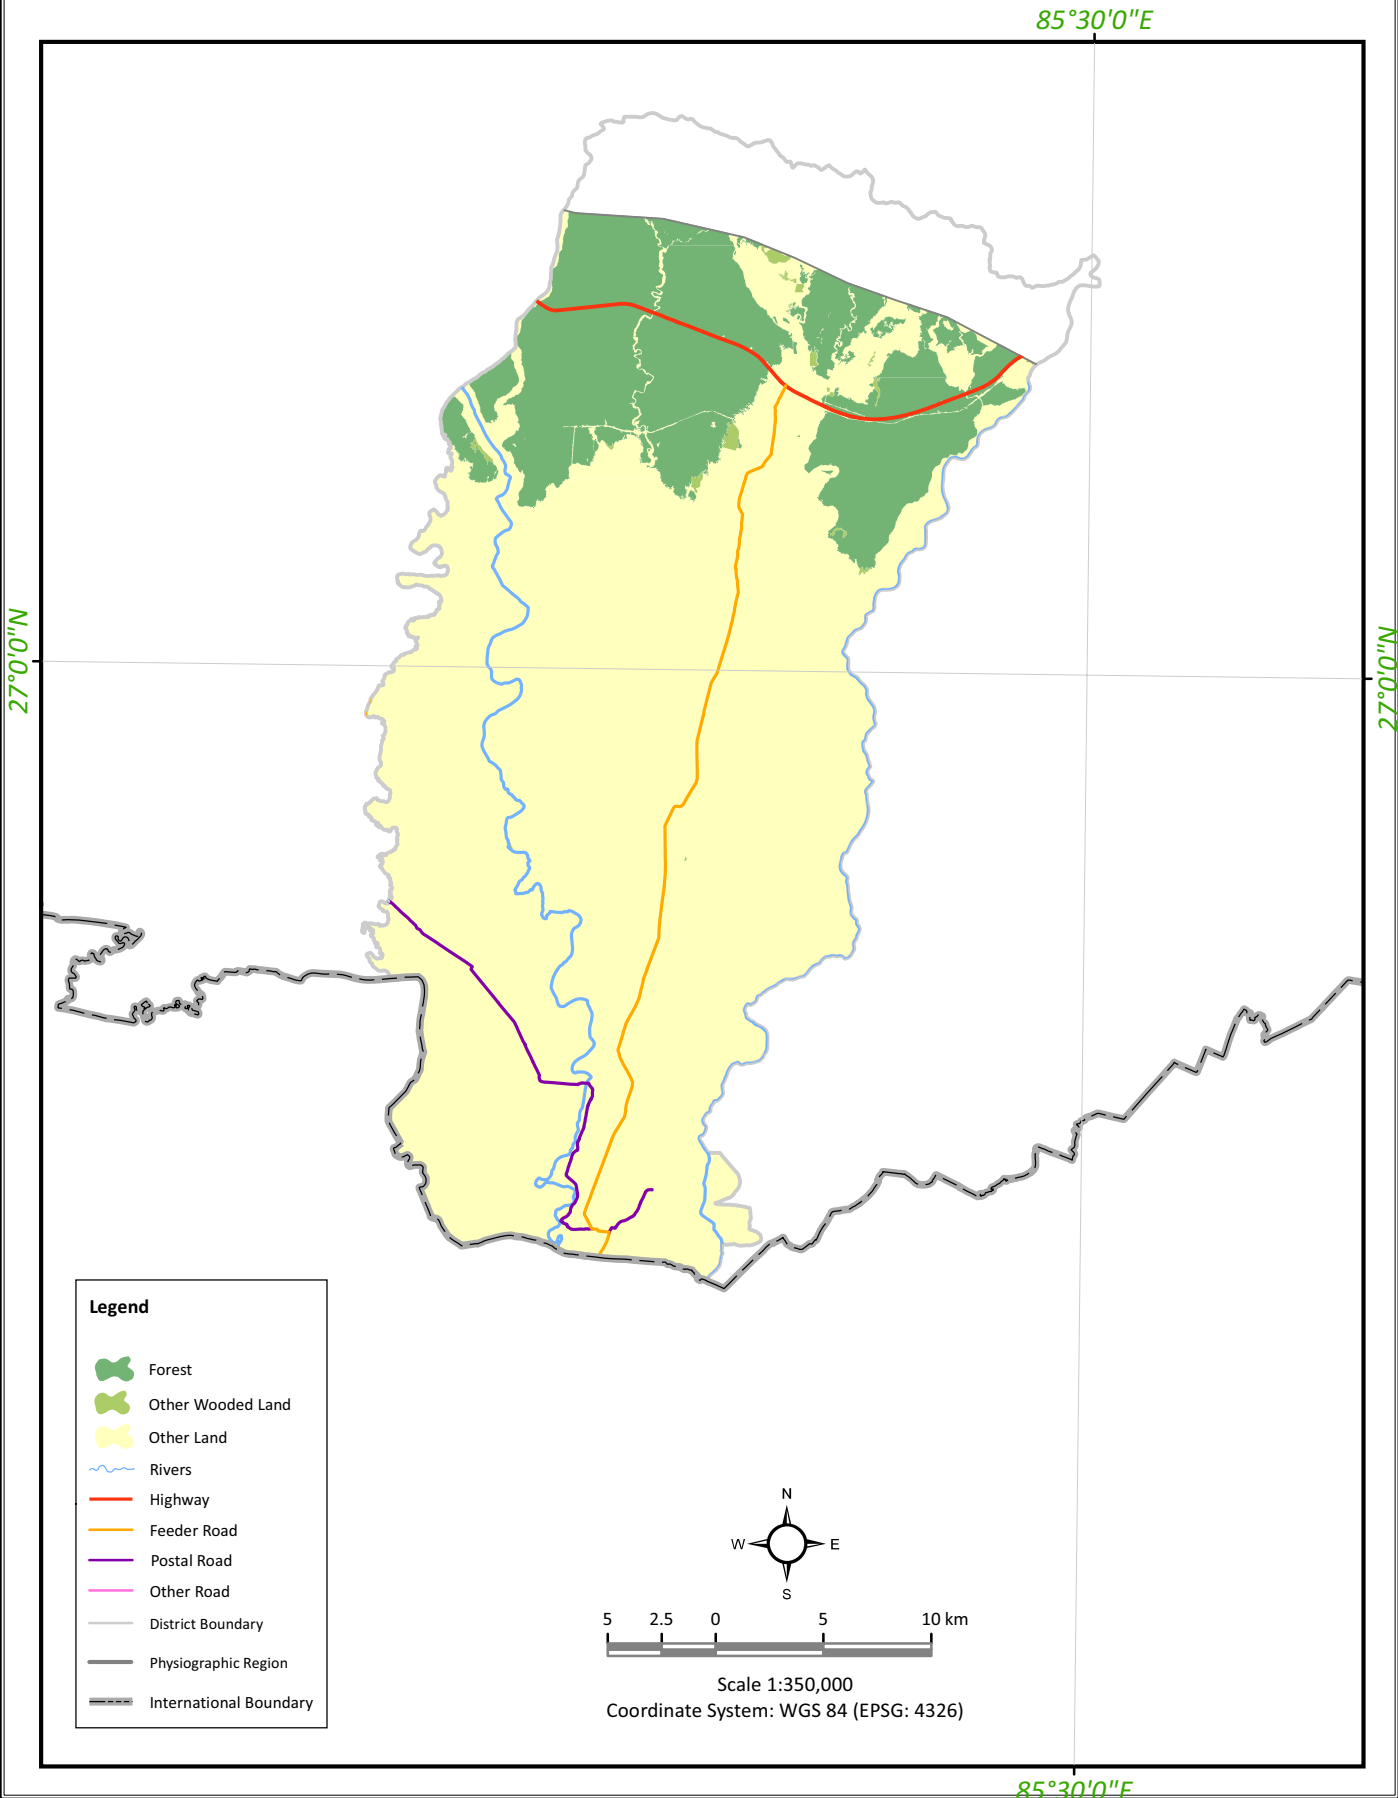 85°30'0"E
27°0'0"N
27°0'0"N
Legend
Forest
Other Wooded Land
Other Land
Rivers
Highway
Feeder Road
Postal Road
Other Road
District Boundary
Physiographic Region
International Boundary
N
W E
S
5 2.5 0 5 10 km
Scale 1:350,000
Coordinate System: WGS 84 (EPSG: 4326)
85°30'0"E